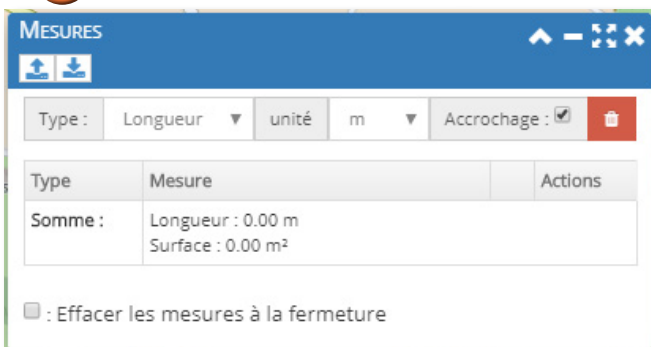 MESURES
Type : Longueur unité m Accrochage :
Type Mesure Actions
Somme : Longueur : 0.00 m
Surface : 0.00 m²
: Effacer les mesures à la fermeture